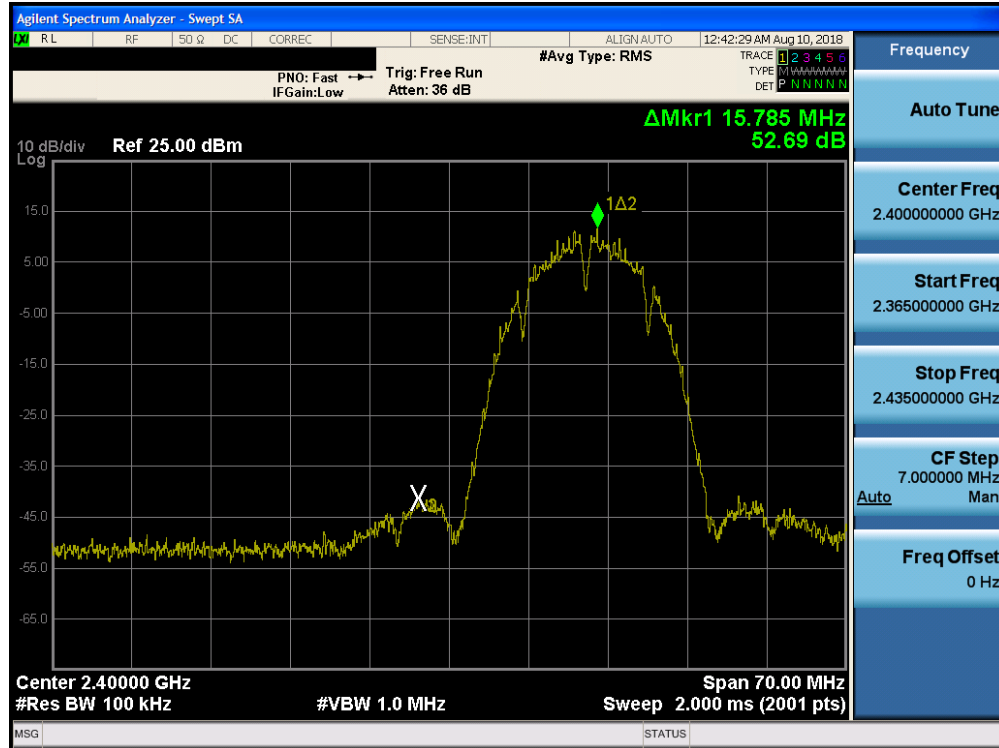 Agilent Spectrum Analyzer - Swept SA
LXI RL RF 50 Ω DC CORREC SENSE:INT ALIGN AUTO 12:42:29 AM Aug 10, 2018
#Avg Type: RMS
TRACE 1 2 3 4 5 6
PNO: Fast Trig: Free Run
TYPE M
IFGain:Low Atten: 36 dB
DET P N N N N N
ΔMkr1 15.785 MHz
52.69 dB
10 dB/div Ref 25.00 dBm
Log
1Δ2
15.0
5.00
-5.00
-15.0
-25.0
-35.0
X
-45.0
-55.0
-65.0
Center 2.40000 GHz Span 70.00 MHz
#Res BW 100 kHz #VBW 1.0 MHz Sweep 2.000 ms (2001 pts)
MSG STATUS
Frequency
Auto Tune
Center Freq
2.400000000 GHz
Start Freq
2.365000000 GHz
Stop Freq
2.435000000 GHz
CF Step
7.000000 MHz
Auto Man
Freq Offset
0 Hz